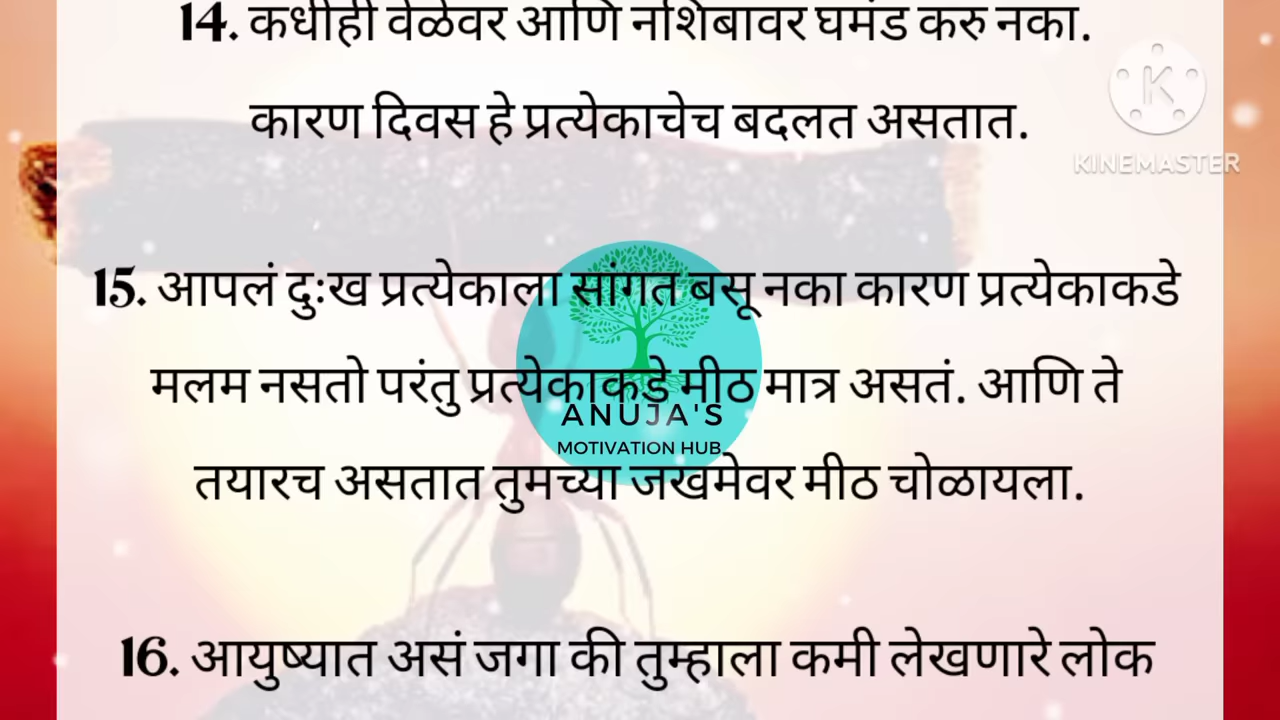 14. कधीही वेळेवर आणि नशिबावर घमंड करु नका.
कारण दिवस हे प्रत्येकाचेच बदलत असतात.
KINEMASTER
15. आपलं दुःख प्रत्येकाला सांगत बसू नका कारण प्रत्येकाकडे
मलम नसतो परंतु प्रत्येकाकडे मीठ मात्र असतं. आणि ते
ANUJA'S
MOTIVATION HUB
तयारच असतात तुमच्या जखमेवर मीठ चोळायला.
16. आयुष्यात असं जगा की तुम्हाला कमी लेखणारे लोक